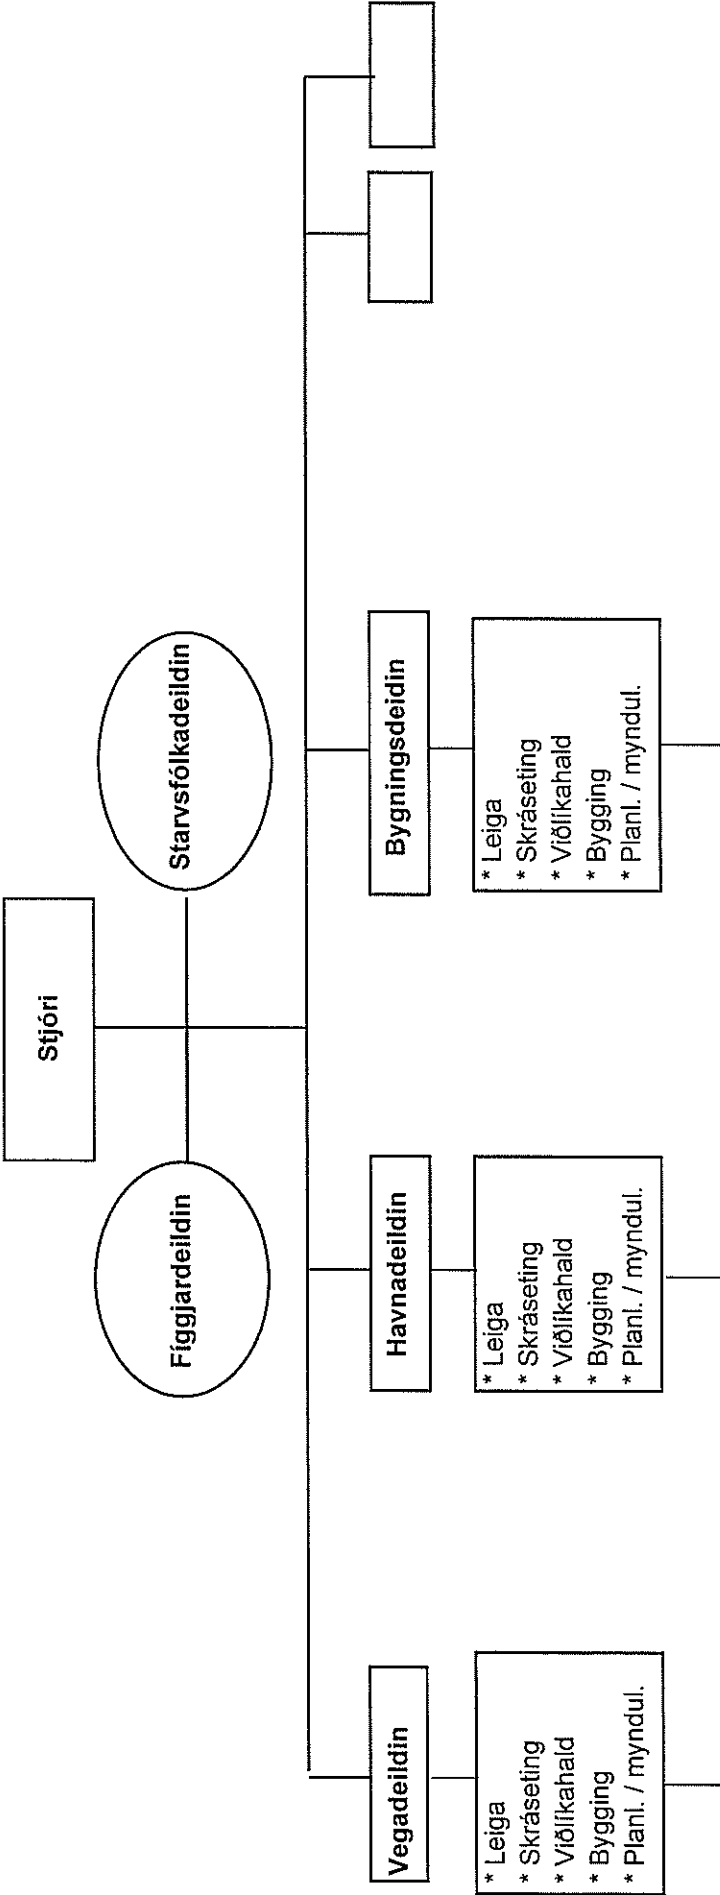 Stjóri
Fíggjardeildin
Starvsfólkadeildin
Vegadeildin
Havnadeildin
Bygningsdeidin
* Leiga
* Skráseting
* Viðlíkahald
* Bygging
* Planl. / myndul.
* Leiga
* Skráseting
* Viðlíkahald
* Bygging
* Planl. / myndul.
* Leiga
* Skráseting
* Viðlíkahald
* Bygging
* Planl. / myndul.